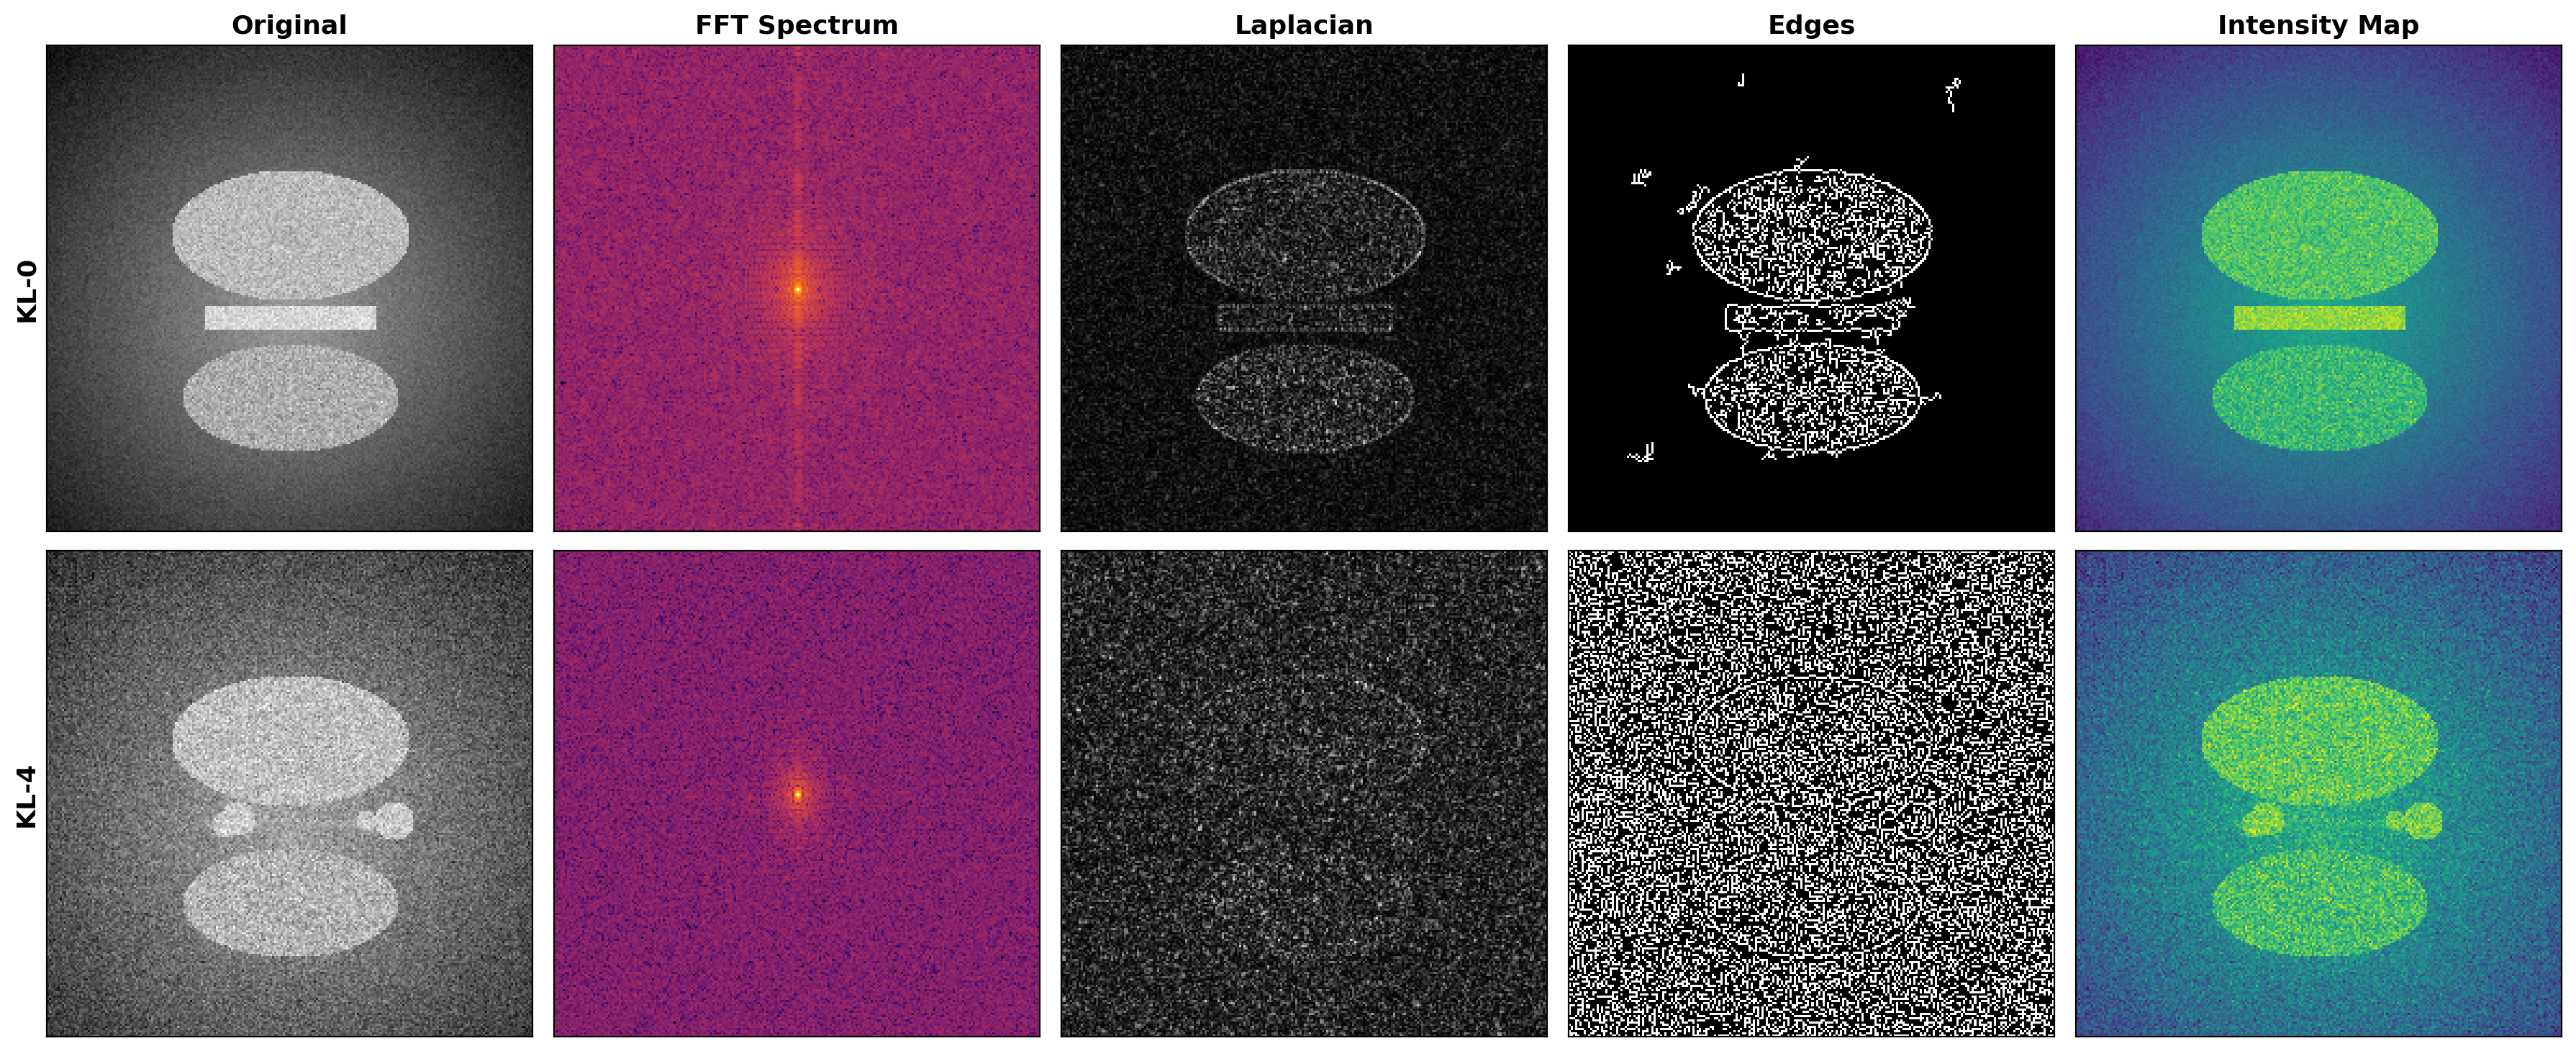 Original FFT Spectrum Laplacian Edges Intensity Map
KL-0
KL-4